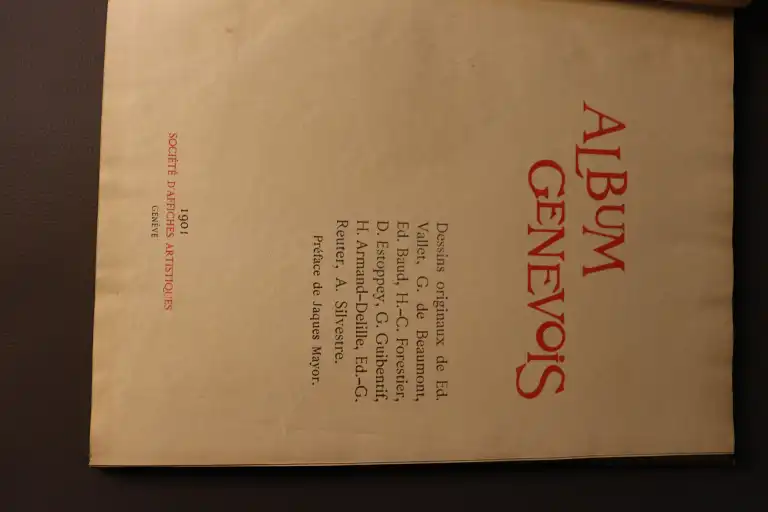 ALBUM
GENEVOIS
Dessins originaux de Ed.
Vallet, G. de Beaumont,
Ed. Baud, H.-C. Forestier,
D. Estoppey, G. Guibentif,
H. Armand-Delille, Ed.-G.
Reuter, A. Silvestre.
Préface de Jaques Mayor.
1901
SOCIÉTÉ D'AFFICHES ARTISTIQUES
GENÈVE